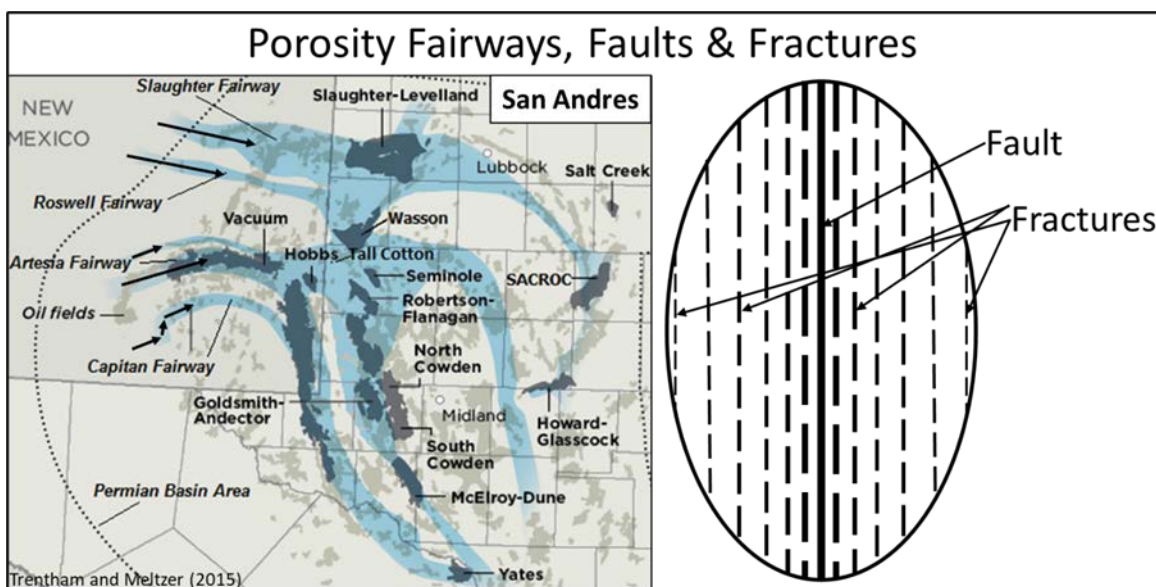 Porosity Fairways, Faults & Fractures
NEW
MEXICO
Slaughter Fairway
Slaughter-Levelland
San Andres
Lubbock
Salt Creek
Roswell Fairway
Vacuum
Wasson
Artesia Fairway
Hobbs
Tall Cotton
Seminole
SACROC
Oil fields
Robertson-
Flanagan
Capitan Fairway
North
Cowden
Goldsmith-
Andector
Midland
Howard-
Glasscock
South
Cowden
Permian Basin Area
McElroy-Dune
Yates
Trentham and Meltzer (2015)
Fault
Fractures